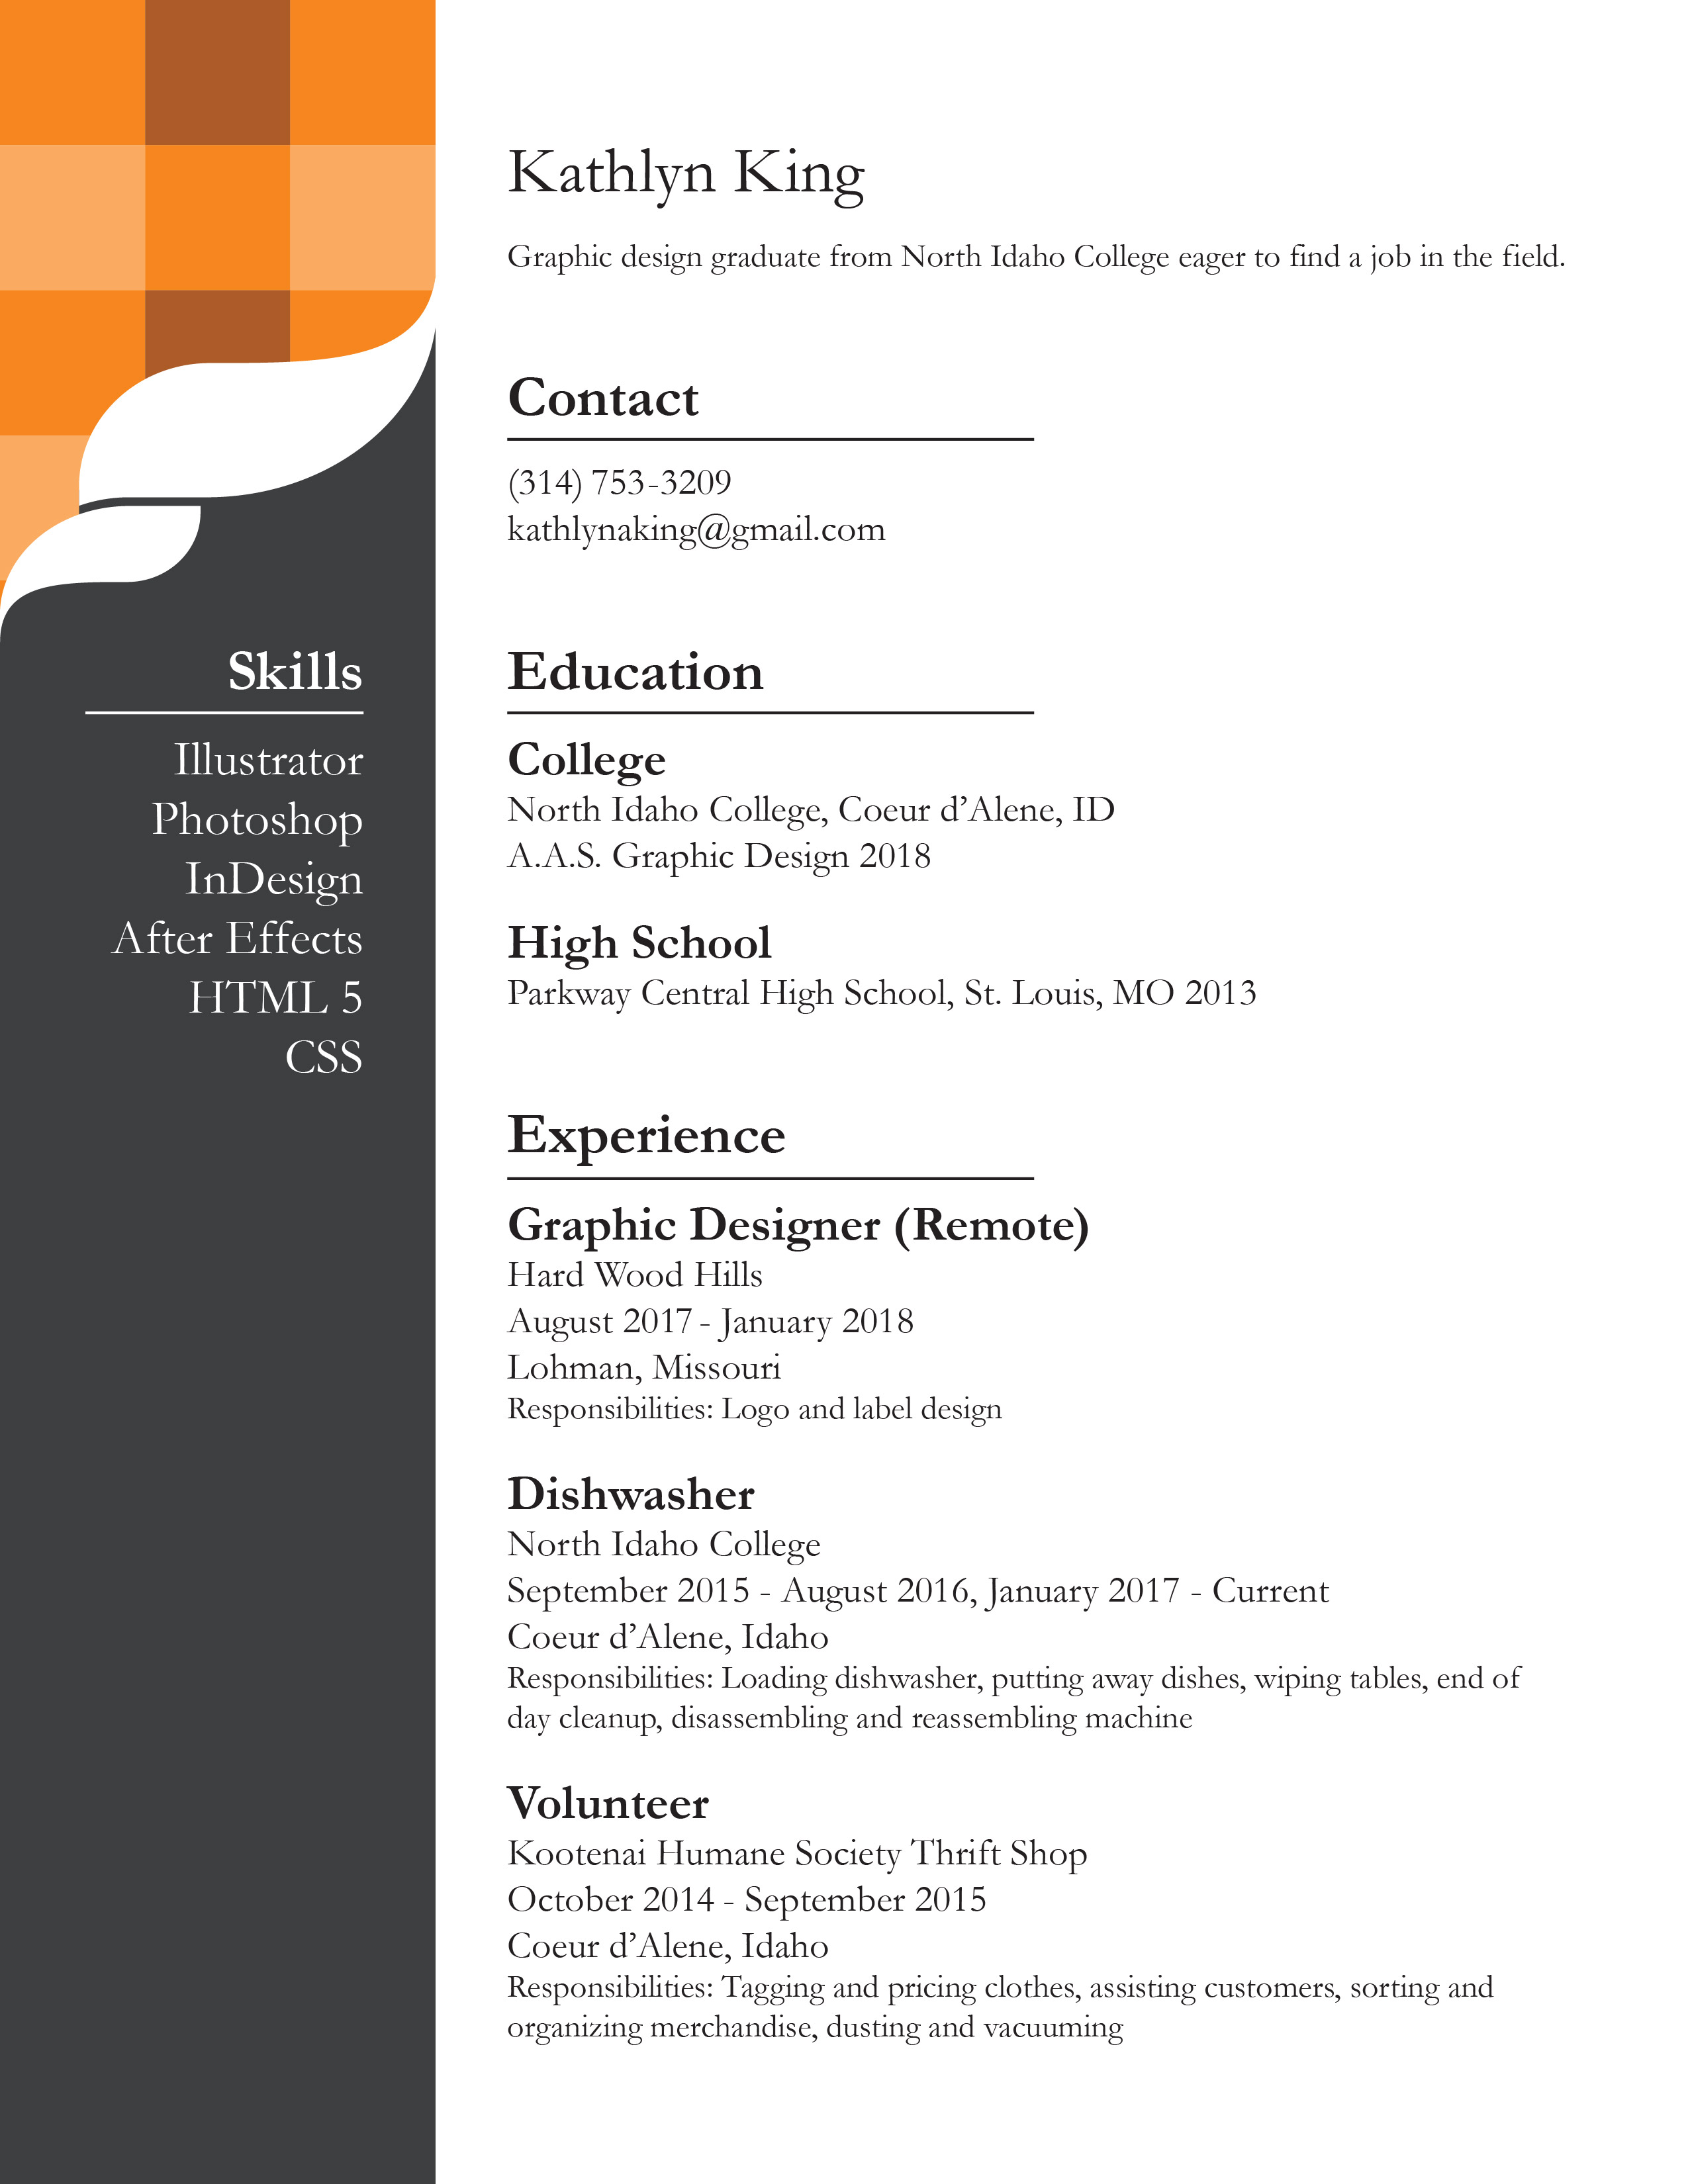 Kathlyn King
Graphic design graduate from North Idaho College eager to find a job in the field.
Contact
(314) 753-3209
kathlynaking@gmail.com
Skills
Illustrator
Photoshop
InDesign
After Effects
HTML 5
CSS
Education
College
North Idaho College, Coeur d’Alene, ID
A.A.S. Graphic Design 2018
High School
Parkway Central High School, St. Louis, MO 2013
Experience
Graphic Designer (Remote)
Hard Wood Hills
August 2017 - January 2018
Lohman, Missouri
Responsibilities: Logo and label design
Dishwasher
North Idaho College
September 2015 - August 2016, January 2017 - Current
Coeur d’Alene, Idaho
Responsibilities: Loading dishwasher, putting away dishes, wiping tables, end of
day cleanup, disassembling and reassembling machine
Volunteer
Kootenai Humane Society Thrift Shop
October 2014 - September 2015
Coeur d’Alene, Idaho
Responsibilities: Tagging and pricing clothes, assisting customers, sorting and
organizing merchandise, dusting and vacuuming